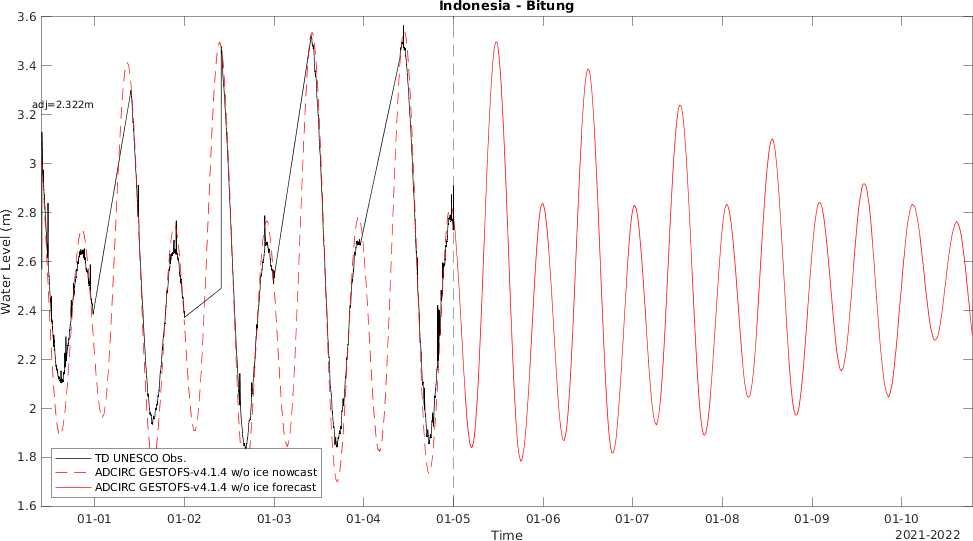 Indonesia - Bitung
3.6
3.4
adj=2.322m
3.2
3
2.8
2.6
2.4
2.2
2
1.8
1.6
Water Level (m)
TD UNESCO Obs.
ADCIRC GESTOFS-v4.1.4 w/o ice nowcast
ADCIRC GESTOFS-v4.1.4 w/o ice forecast
01-01 01-02 01-03 01-04 01-05 01-06 01-07 01-08 01-09 01-10
Time
2021-2022